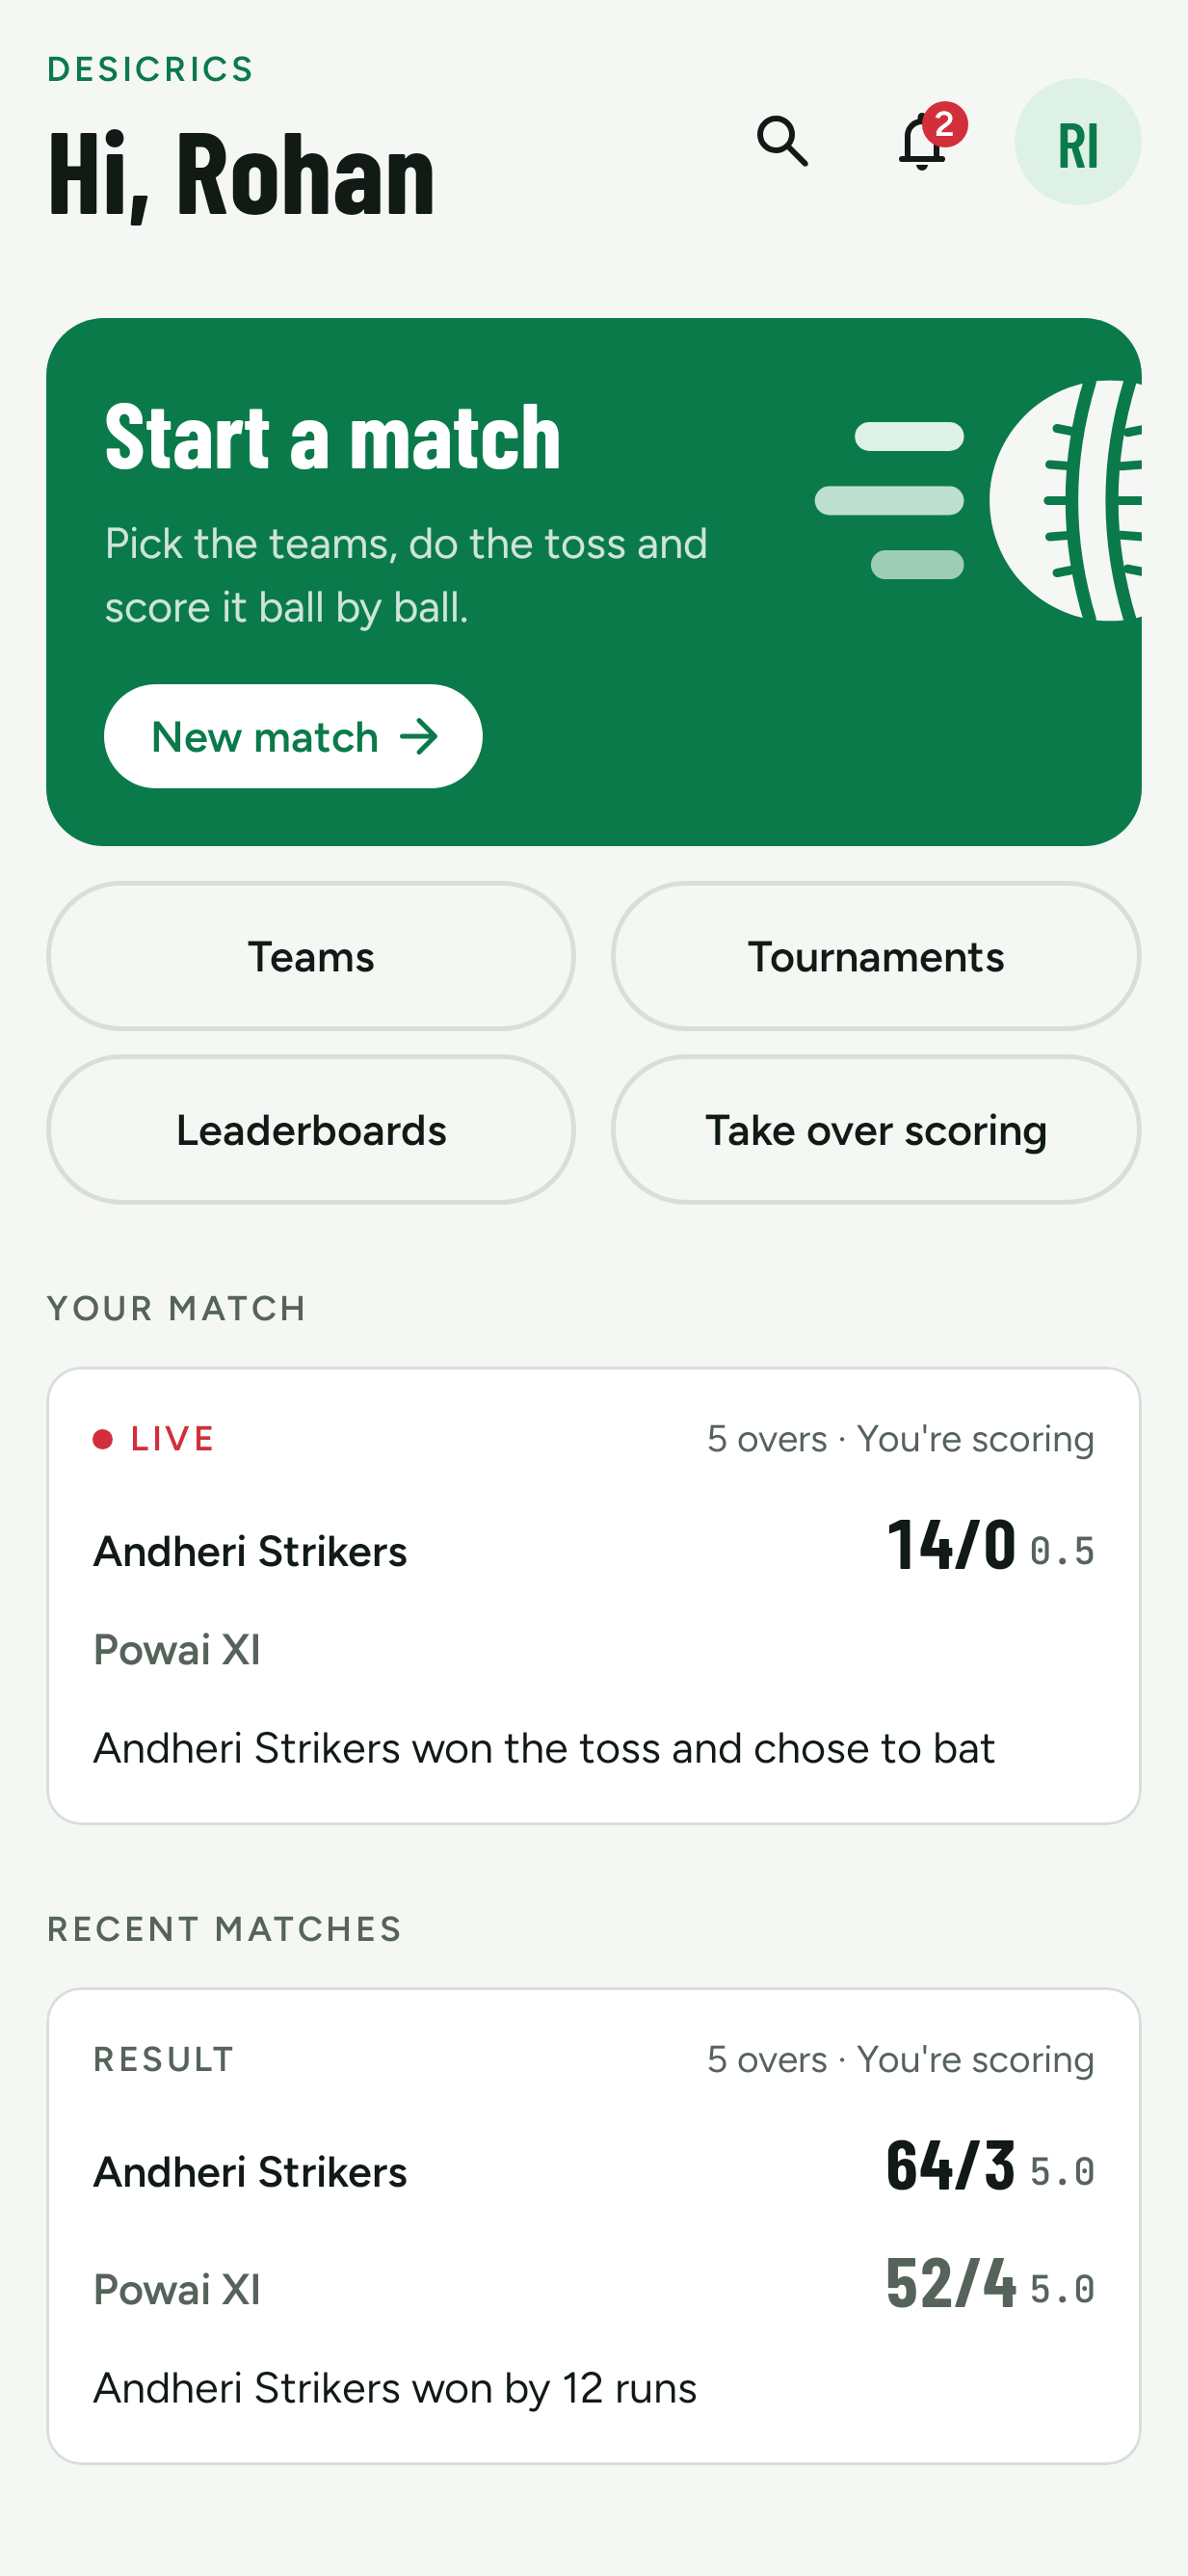 DESICRICS
Hi, Rohan
2
RI
Start a match
Pick the teams, do the toss and
score it ball by ball.
New match →
Teams
Tournaments
Leaderboards
Take over scoring
YOUR MATCH
LIVE
5 overs · You're scoring
Andheri Strikers
14/0 0.5
Powai XI
Andheri Strikers won the toss and chose to bat
RECENT MATCHES
RESULT
5 overs · You're scoring
Andheri Strikers
64/3 5.0
Powai XI
52/4 5.0
Andheri Strikers won by 12 runs